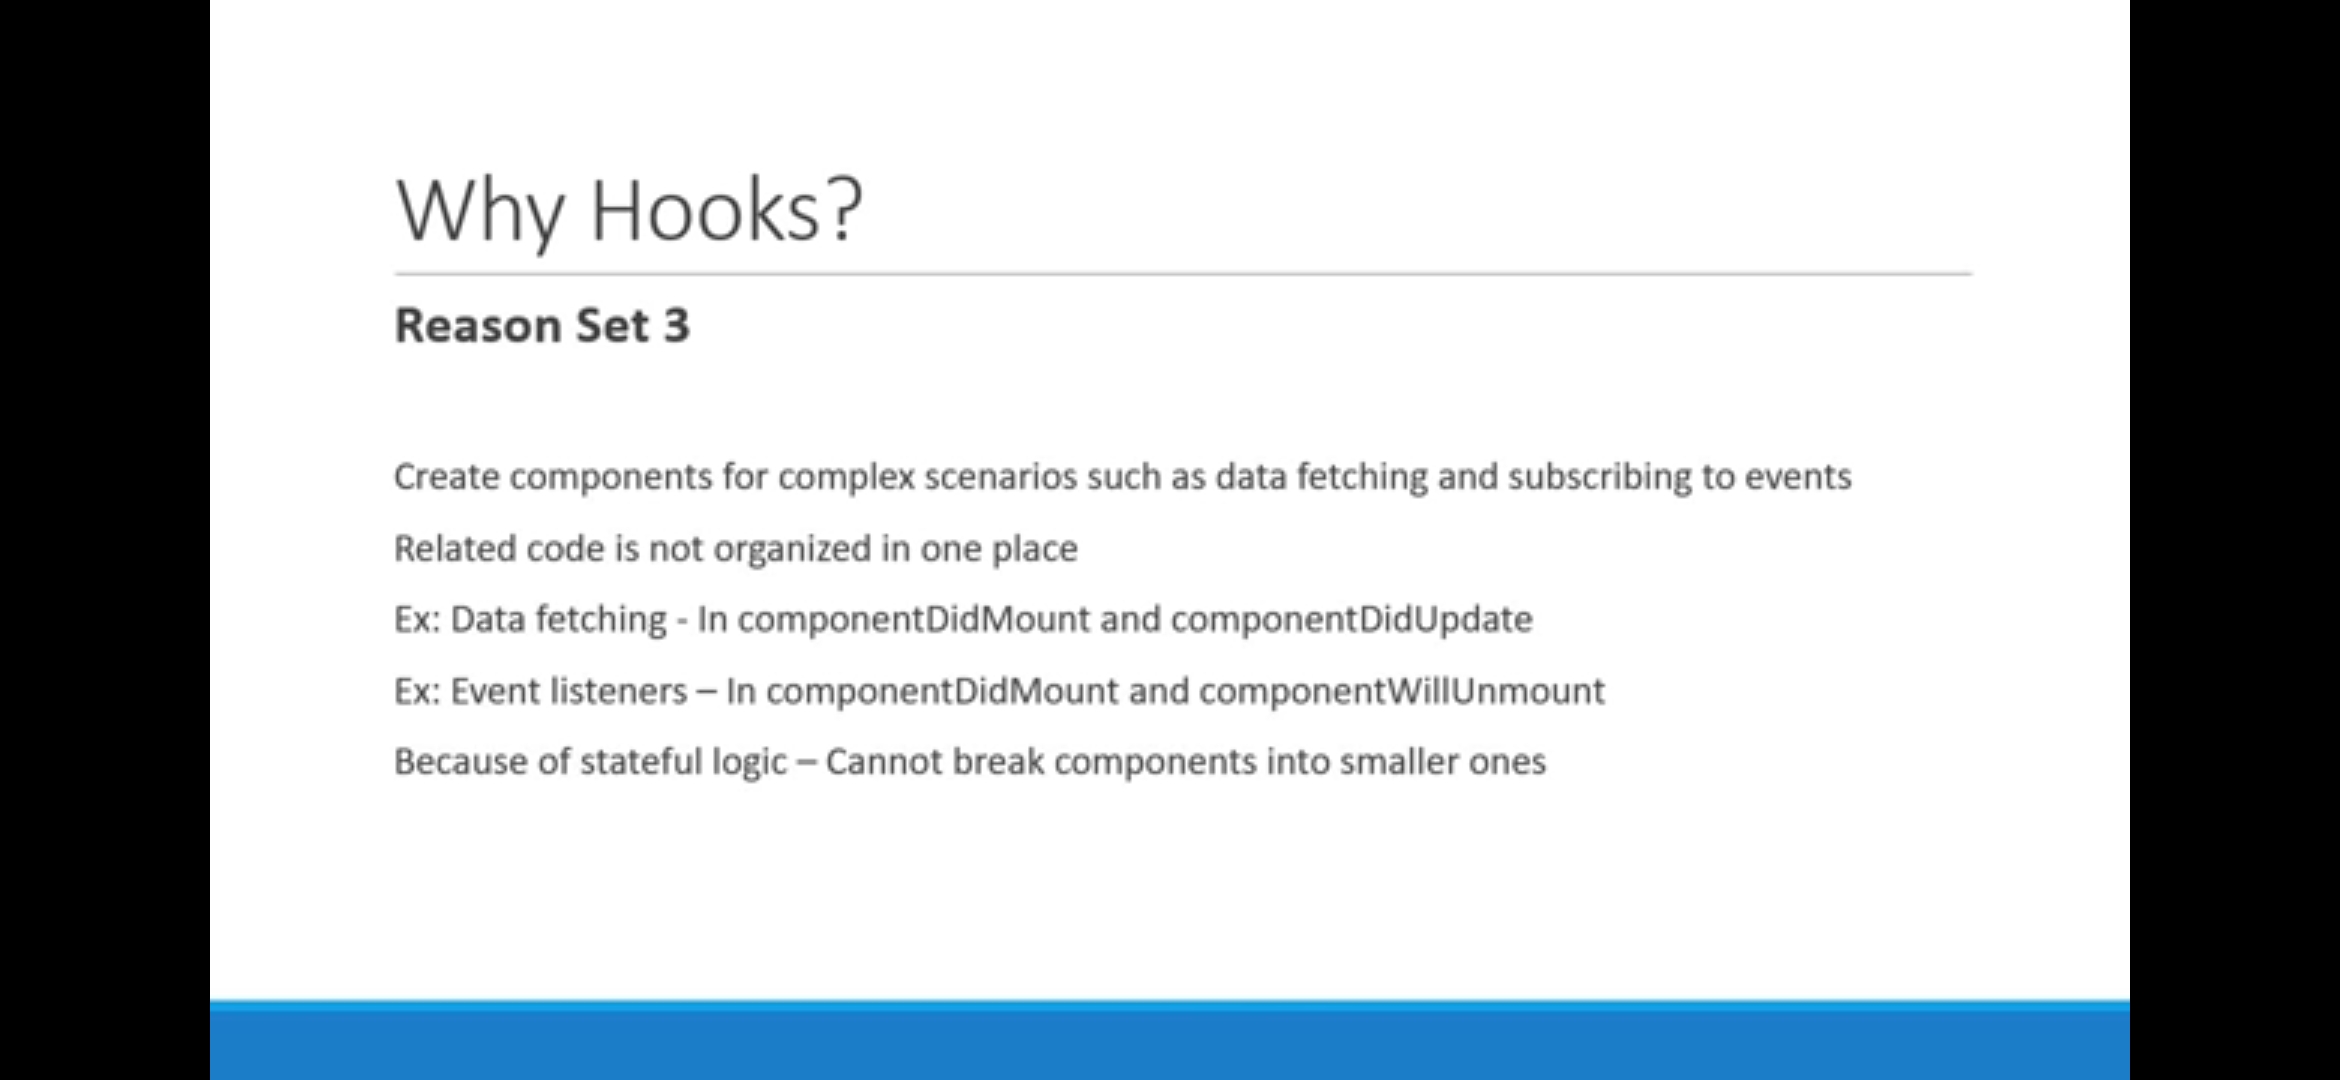 Why Hooks?
Reason Set 3
Create components for complex scenarios such as data fetching and subscribing to events
Related code is not organized in one place
Ex: Data fetching - In componentDidMount and componentDidUpdate
Ex: Event listeners – In componentDidMount and componentWillUnmount
Because of stateful logic – Cannot break components into smaller ones